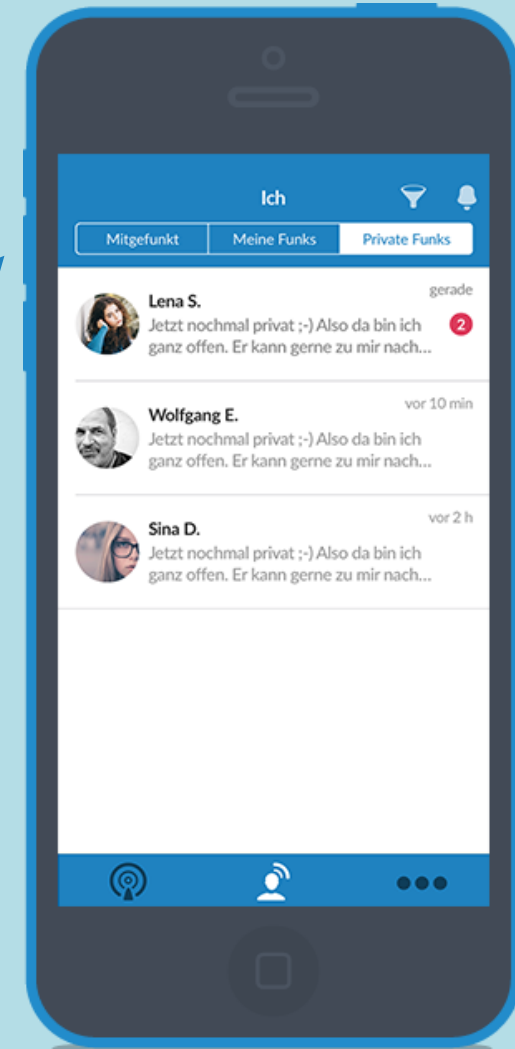 Ich
Mitgefunkt Meine Funks Private Funks
Lena S. gerade
Jetzt nochmal privat ;-) Also da bin ich 2
ganz offen. Er kann gerne zu mir nach...
Wolfgang E. vor 10 min
Jetzt nochmal privat ;-) Also da bin ich
ganz offen. Er kann gerne zu mir nach...
Sina D. vor 2 h
Jetzt nochmal privat ;-) Also da bin ich
ganz offen. Er kann gerne zu mir nach...